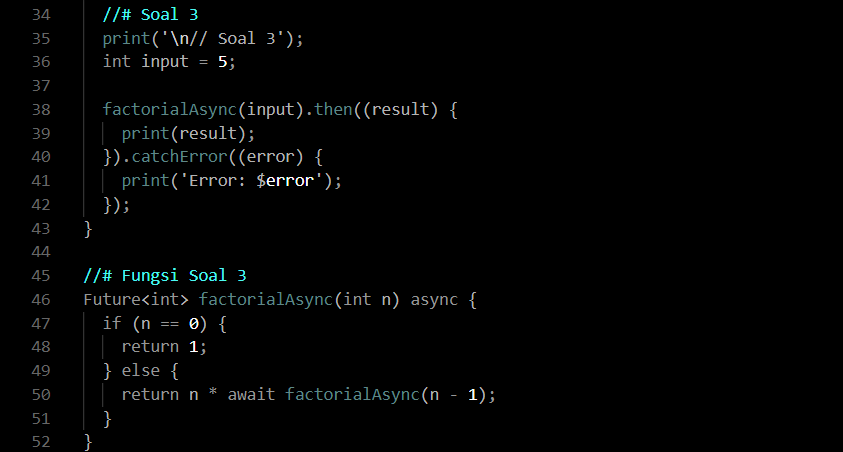 34 //# Soal 3
35 print('\n// Soal 3');
36 int input = 5;
37
38 factorialAsync(input).then((result) {
39 print(result);
40 }).catchError((error) {
41 print('Error: $error');
42 });
43 }
44
45 //# Fungsi Soal 3
46 Future<int> factorialAsync(int n) async {
47 if (n == 0) {
48 return 1;
49 } else {
50 return n * await factorialAsync(n - 1);
51 }
52 }